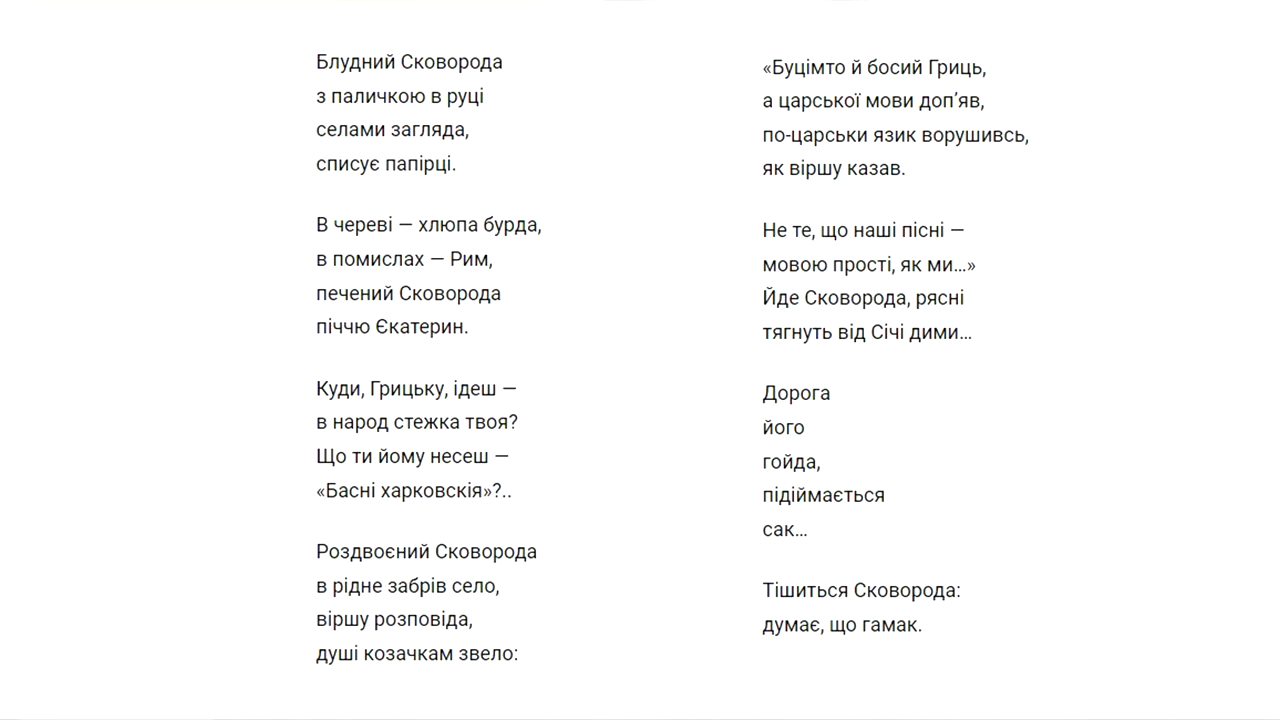 Блудний Сковорода
з паличкою в руці
селами загляда,
списує папірці.
В череві — хлюпа бурда,
в помислах — Рим,
печений Сковорода
піччю Єкатерин.
Куди, Грицьку, ідеш —
в народ стежка твоя?
Що ти йому несеш —
«Басні харковскія»?..
Роздвоєний Сковорода
в рідне забрів село,
віршу розповіда,
душі козачкам звело:
«Буцімто й босий Гриць,
а царської мови доп’яв,
по-царськи язик ворушивсь,
як віршу казав.
Не те, що наші пісні —
мовою прості, як ми…»
Йде Сковорода, рясні
тягнуть від Січі дими…
Дорога
його
гойда,
підіймається
сак…
Тішиться Сковорода:
думає, що гамак.